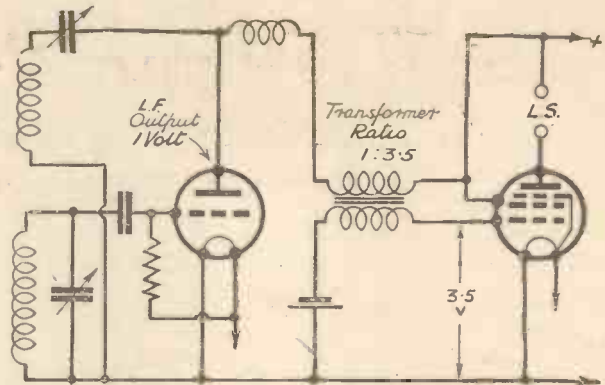 L.F.
Output
1 Volt
Transformer
Ratio
1:3·5
L.S.
+
3·5
V
-